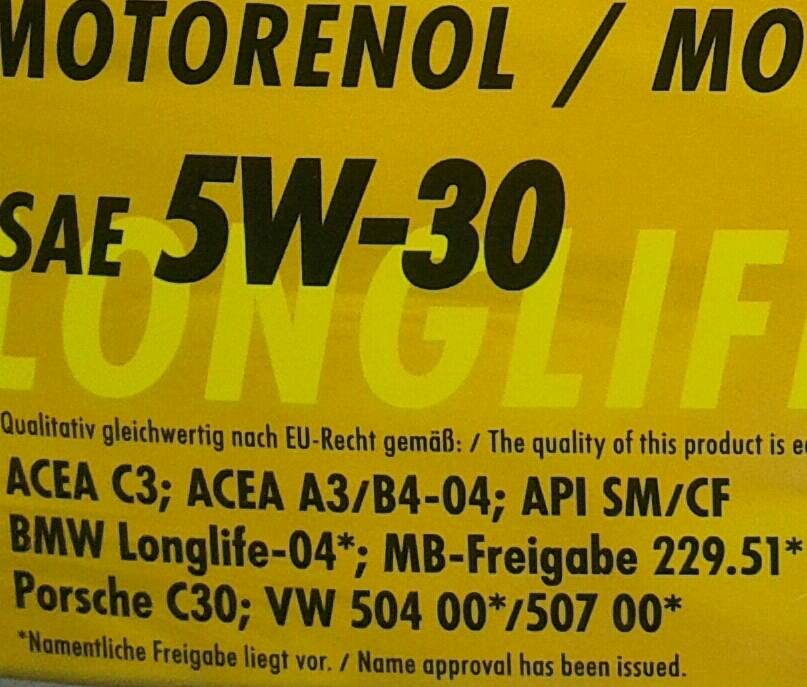 MOTORENOL / MO
SAE 5W-30
LONGLIF
Qualitativ gleichwertig nach EU-Recht gemäß: / The quality of this product is e
ACEA C3; ACEA A3/B4-04; API SM/CF
BMW Longlife-04*; MB-Freigabe 229.51*
Porsche C30; VW 504 00*/507 00*
*Namentliche Freigabe liegt vor. / Name approval has been issued.